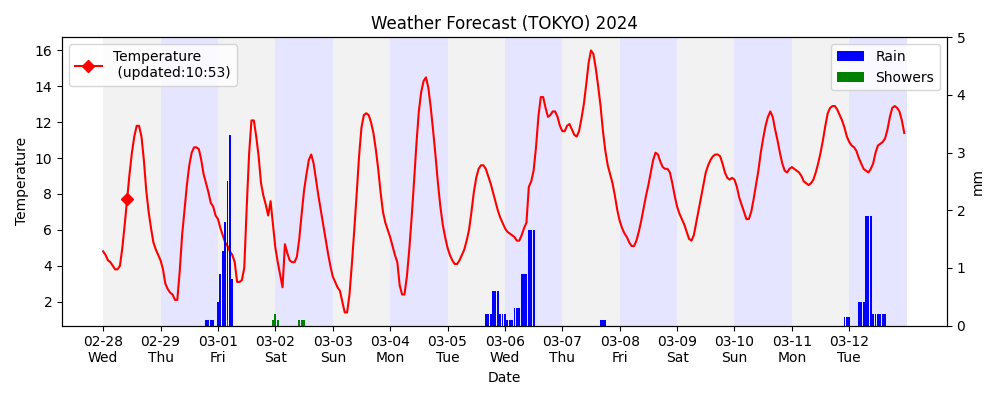 Weather Forecast (TOKYO) 2024
Temperature
(updated:10:53)
Rain
Showers
16
14
12
10
8
6
4
2
Temperature
5
4
3
2
1
0
mm
02-28 02-29 03-01 03-02 03-03 03-04 03-05 03-06 03-07 03-08 03-09 03-10 03-11 03-12
Wed Thu Fri Sat Sun Mon Tue Wed Thu Fri Sat Sun Mon Tue
Date